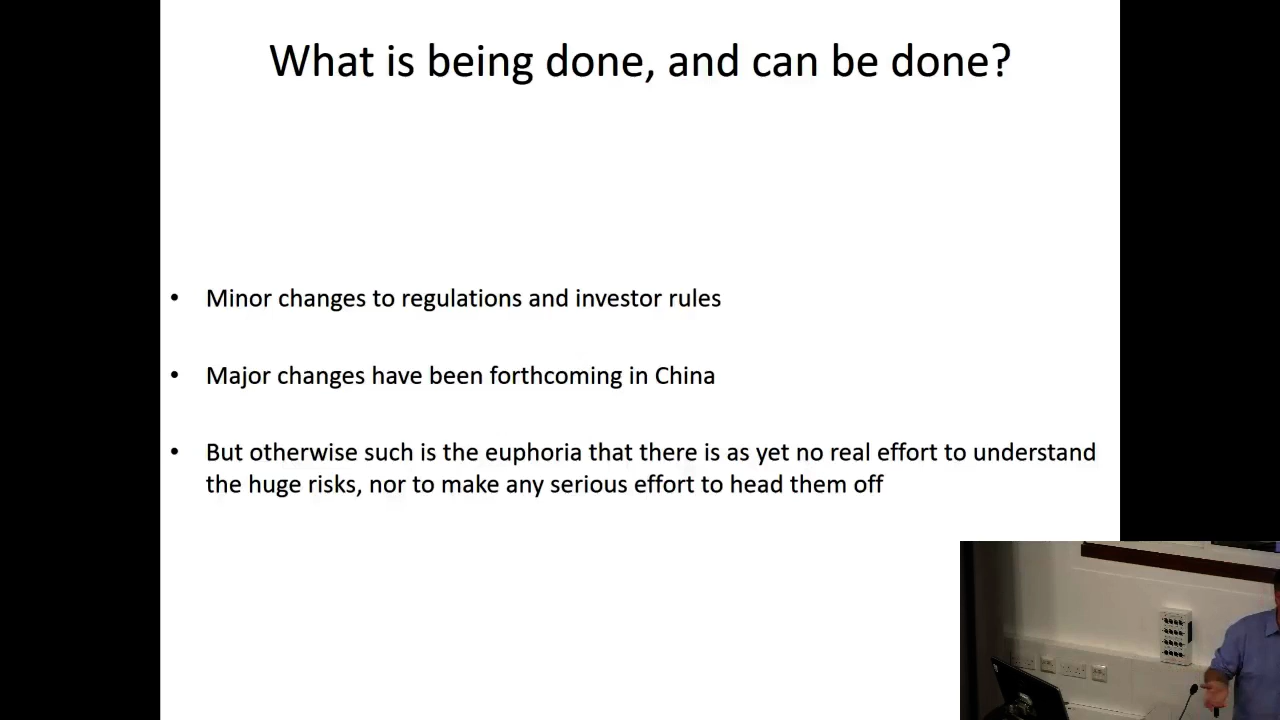 What is being done, and can be done?
• Minor changes to regulations and investor rules
• Major changes have been forthcoming in China
• But otherwise such is the euphoria that there is as yet no real effort to understand
the huge risks, nor to make any serious effort to head them off